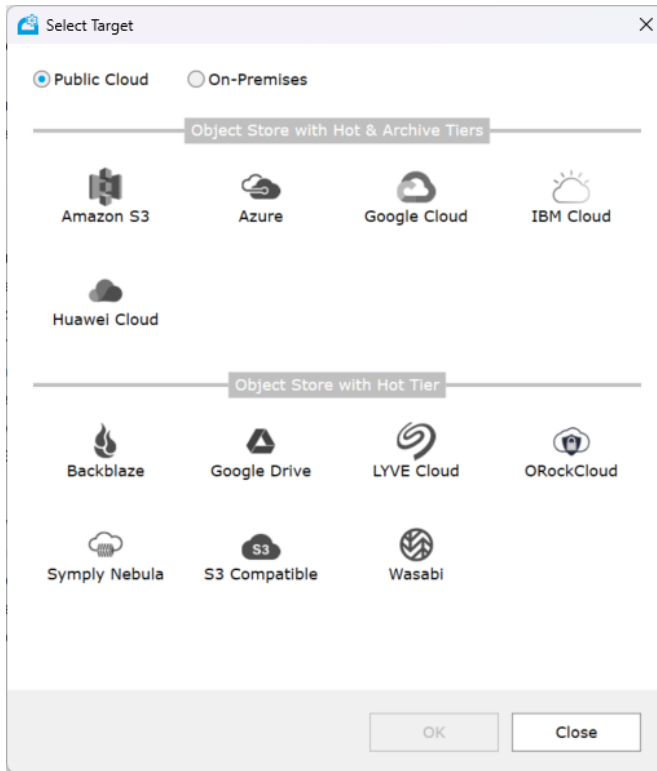 Select Target
Public Cloud On-Premises
Object Store with Hot & Archive Tiers
Amazon S3 Azure Google Cloud IBM Cloud
Huawei Cloud
Object Store with Hot Tier
Backblaze Google Drive LYVE Cloud ORockCloud
S3
Symply Nebula S3 Compatible Wasabi
OK Close